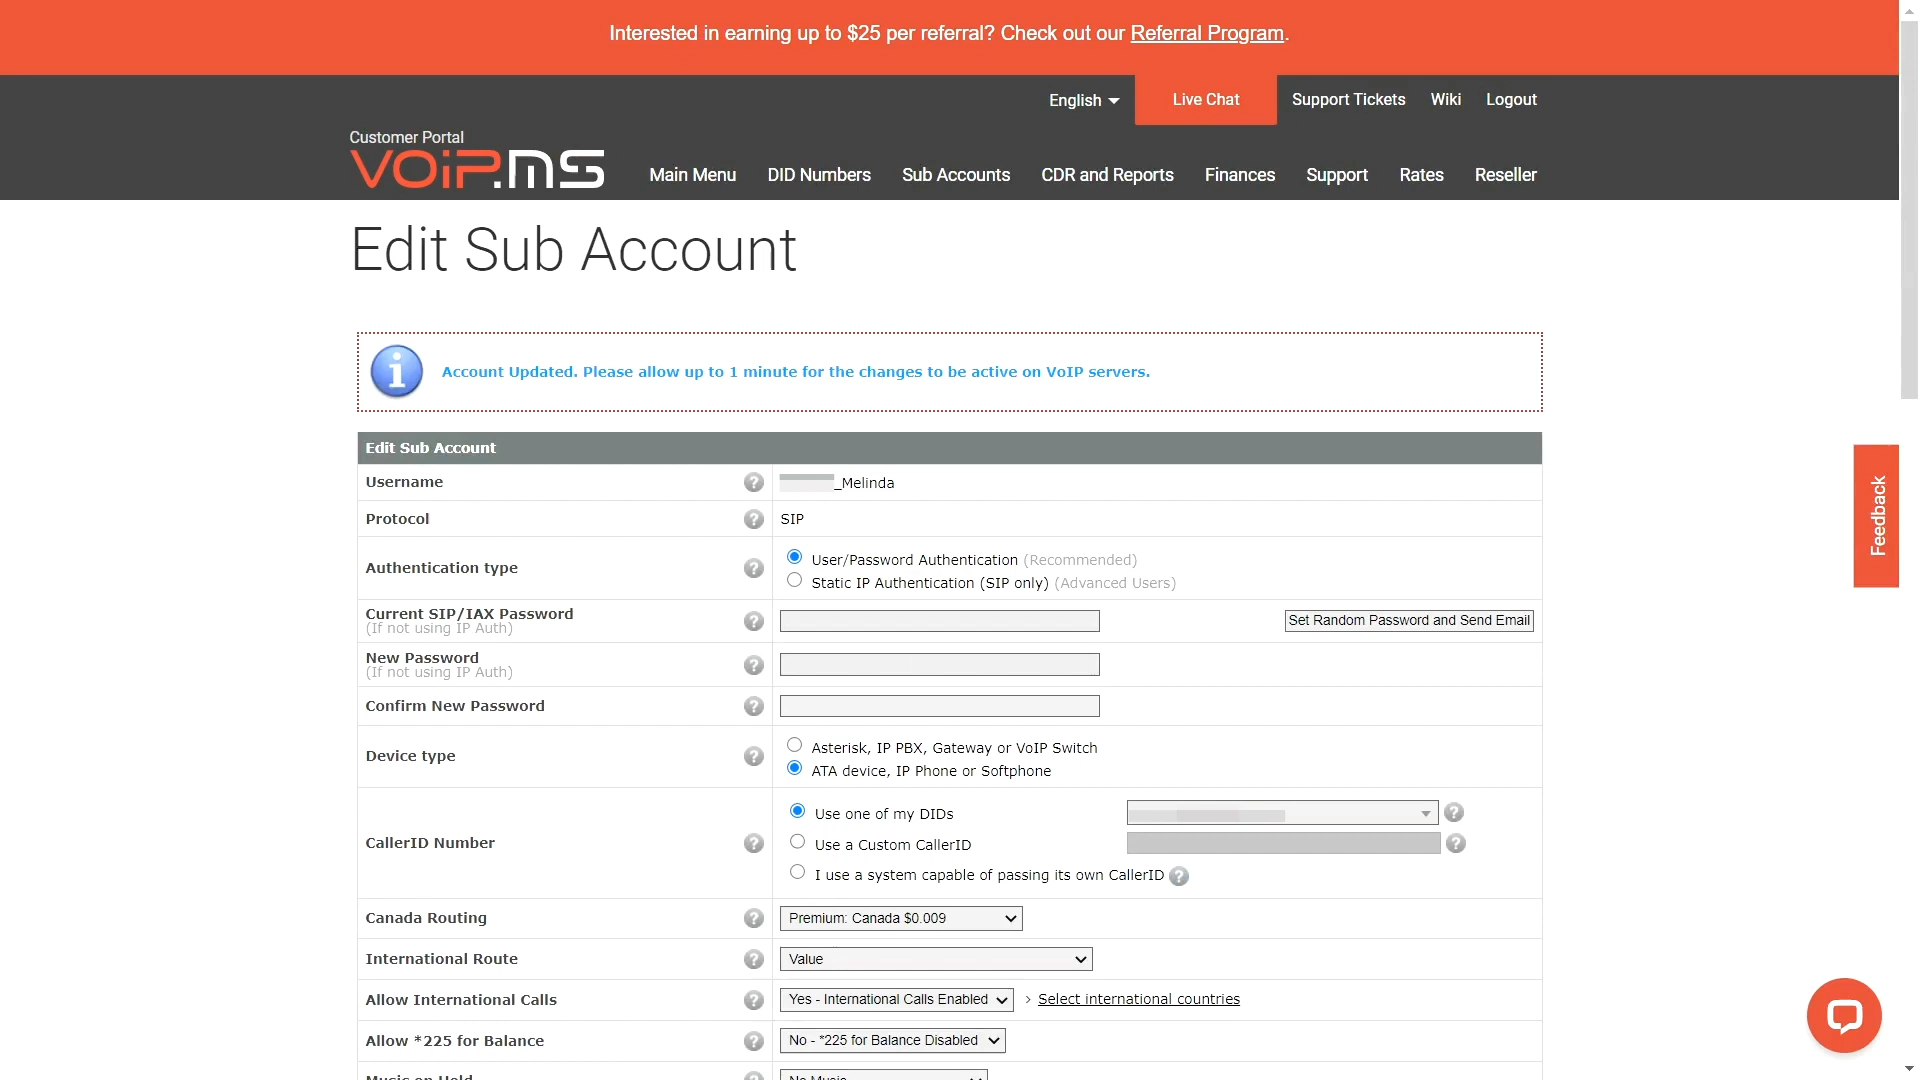 Interested in earning up to $25 per referral? Check out our Referral Program.
English Live Chat Support Tickets Wiki Logout
Customer Portal
VOiP.MS
Main Menu DID Numbers Sub Accounts CDR and Reports Finances Support Rates Reseller
Edit Sub Account
Account Updated. Please allow up to 1 minute for the changes to be active on VoIP servers.
Edit Sub Account
Username ? _Melinda
Protocol ? SIP
Authentication type ? User/Password Authentication (Recommended)
Static IP Authentication (SIP only) (Advanced Users)
Current SIP/IAX Password ? Set Random Password and Send Email
(If not using IP Auth)
New Password ?
(If not using IP Auth)
Confirm New Password ?
Device type ? Asterisk, IP PBX, Gateway or VoIP Switch
ATA device, IP Phone or Softphone
CallerID Number ? Use one of my DIDs ?
Use a Custom CallerID ?
I use a system capable of passing its own CallerID ?
Canada Routing ? Premium: Canada $0.009
International Route ? Value
Allow International Calls ? Yes - International Calls Enabled > Select international countries
Allow *225 for Balance ? No - *225 for Balance Disabled
Music on Hold ? No Music
Feedback